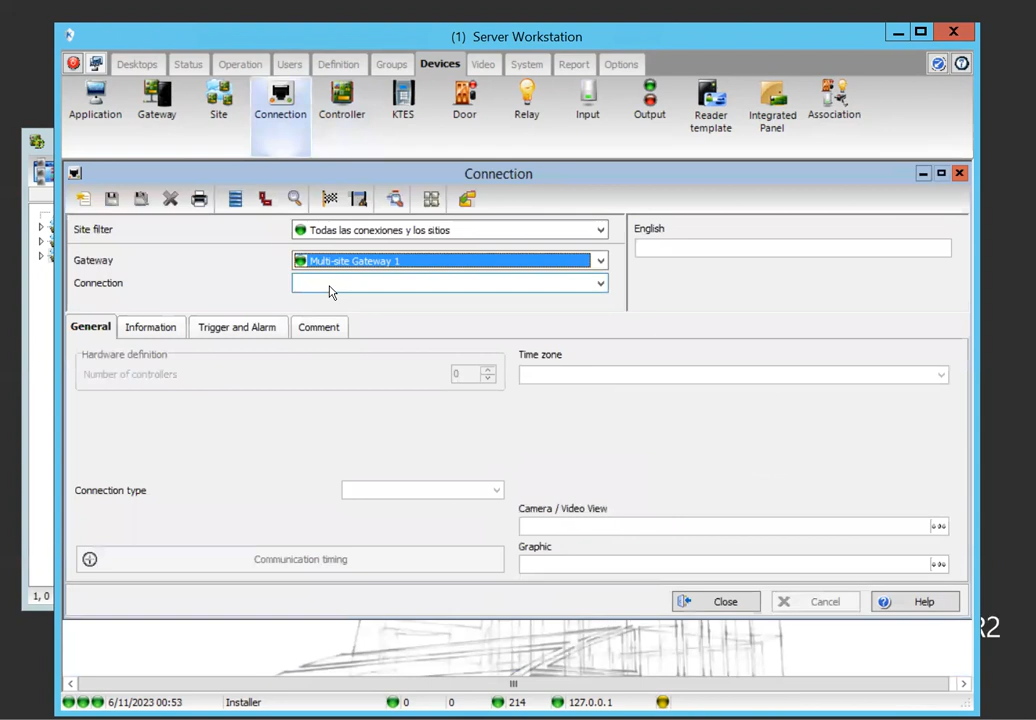 (1) Server Workstation
Desktops Status Operation Users Definition Groups Devices Video System Report Options
Application Gateway Site Connection Controller KTES Door Relay Input Output Reader template Integrated Panel Association
Connection
Site filter Todas las conexiones y los sitios English
Gateway Multi-site Gateway 1
Connection
General Information Trigger and Alarm Comment
Hardware definition Time zone
Number of controllers 0
Connection type
Camera / Video View
Graphic
Communication timing
Close Cancel Help
1, 0
R2
6/11/2023 00:53 Installer 0 0 214 127.0.0.1